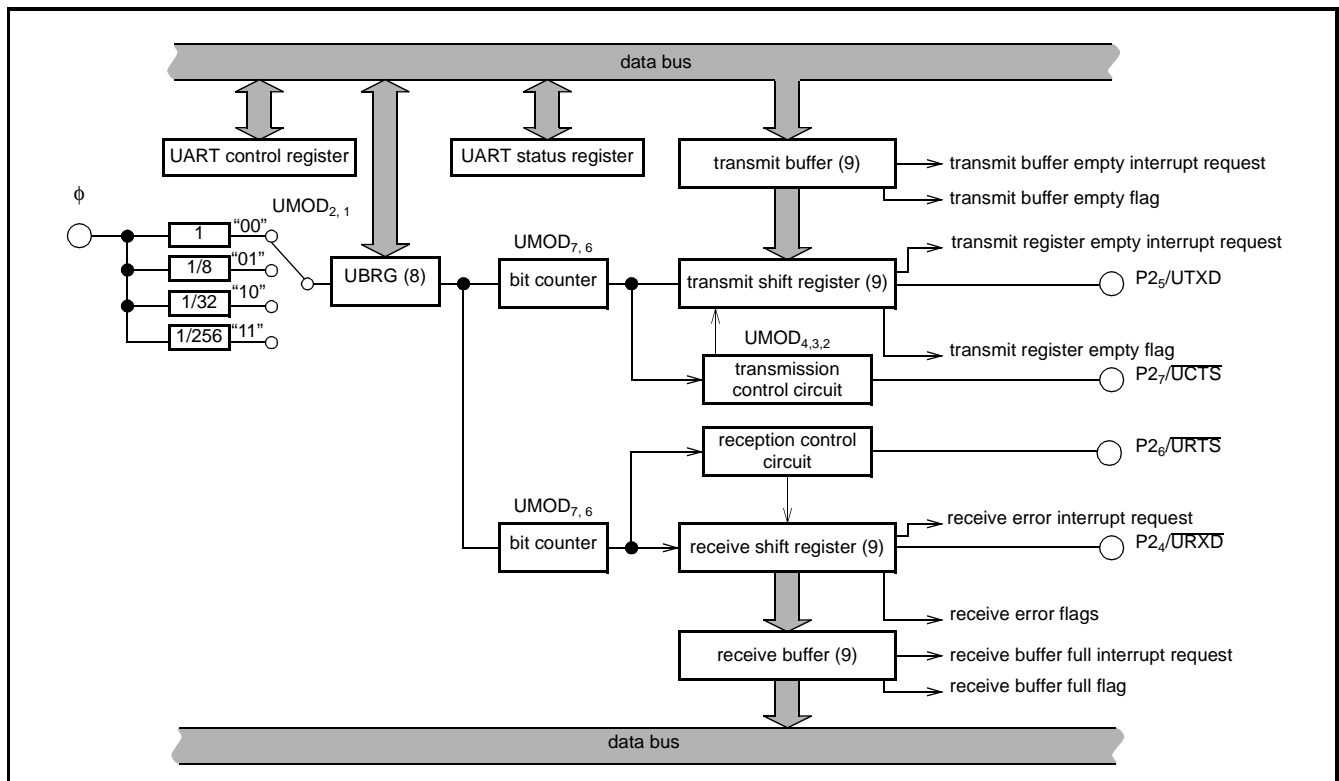 data bus
UART control register
UART status register
transmit buffer (9)
transmit buffer empty interrupt request
transmit buffer empty flag
ϕ
UMOD2, 1
1
“00”
1/8
“01”
1/32
“10”
1/256
“11”
UBRG (8)
UMOD7, 6
bit counter
transmit shift register (9)
transmit register empty interrupt request
P25/UTXD
UMOD4,3,2
transmit register empty flag
transmission
control circuit
P27/UCTS
reception control
circuit
P26/URTS
UMOD7, 6
bit counter
receive shift register (9)
receive error interrupt request
P24/URXD
receive error flags
receive buffer (9)
receive buffer full interrupt request
receive buffer full flag
data bus